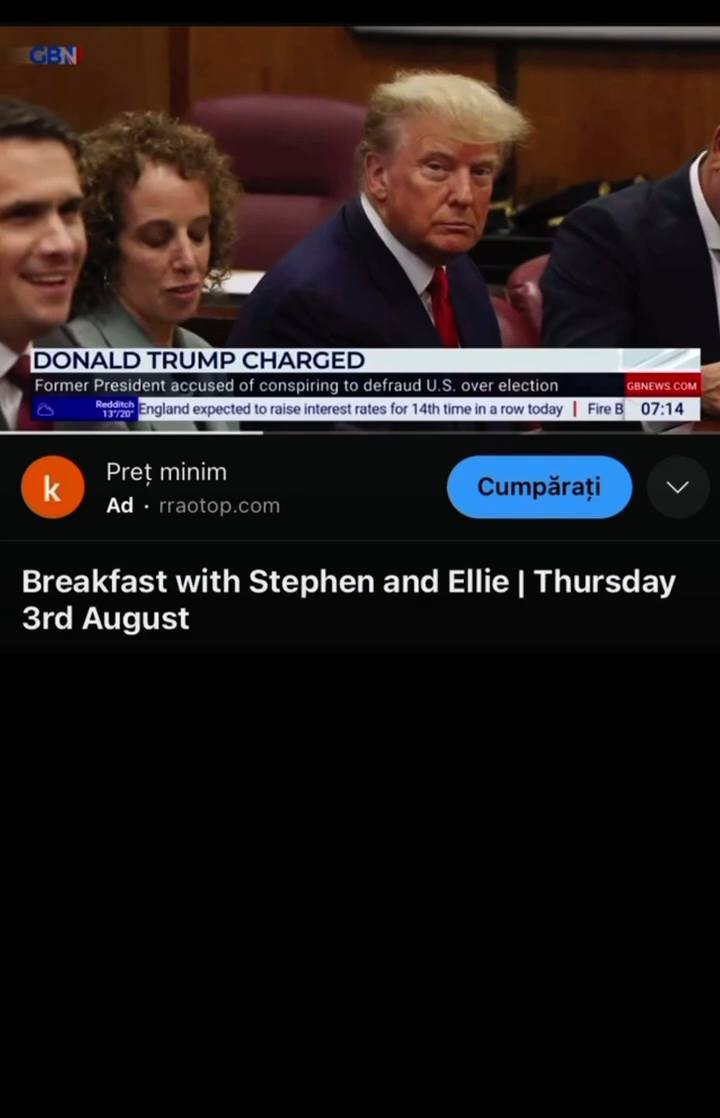 GBN
DONALD TRUMP CHARGED
Former President accused of conspiring to defraud U.S. over election
GBNEWS.COM
Redditch
13°/20°
England expected to raise interest rates for 14th time in a row today | Fire B
07:14
k
Preț minim
Ad · rraotop.com
Cumpărați
Breakfast with Stephen and Ellie | Thursday
3rd August